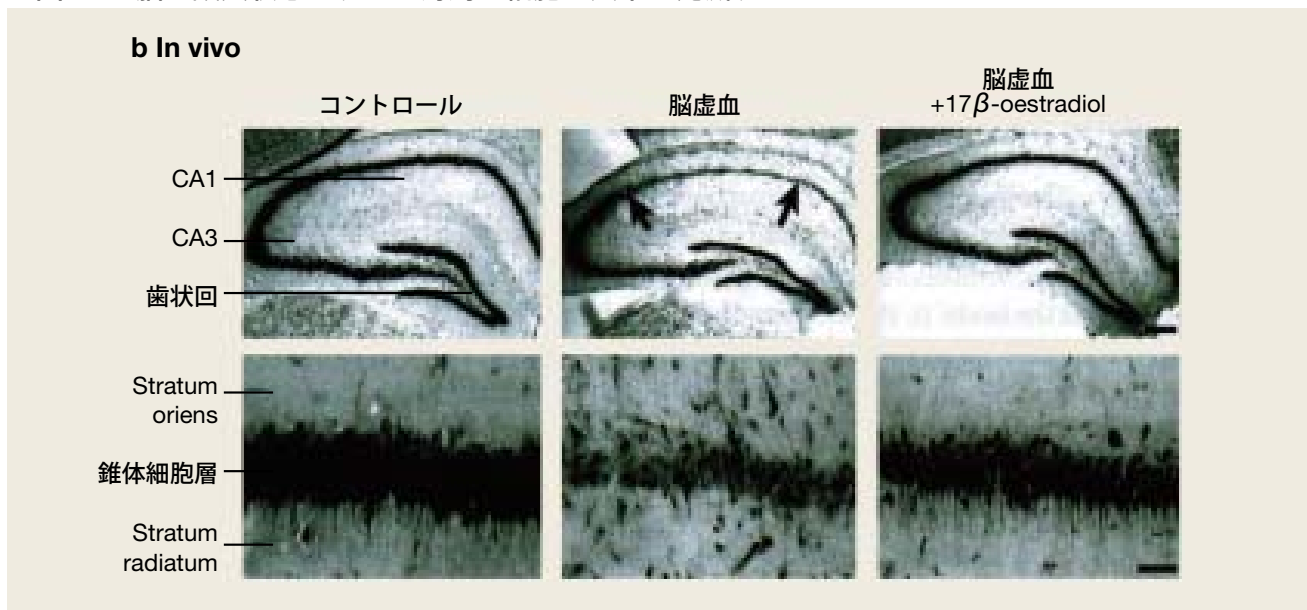 b In vivo
コントロール
脳虚血
脳虚血
+17β-oestradiol
CA1
CA3
歯状回
Stratum
oriens
錐体細胞層
Stratum
radiatum